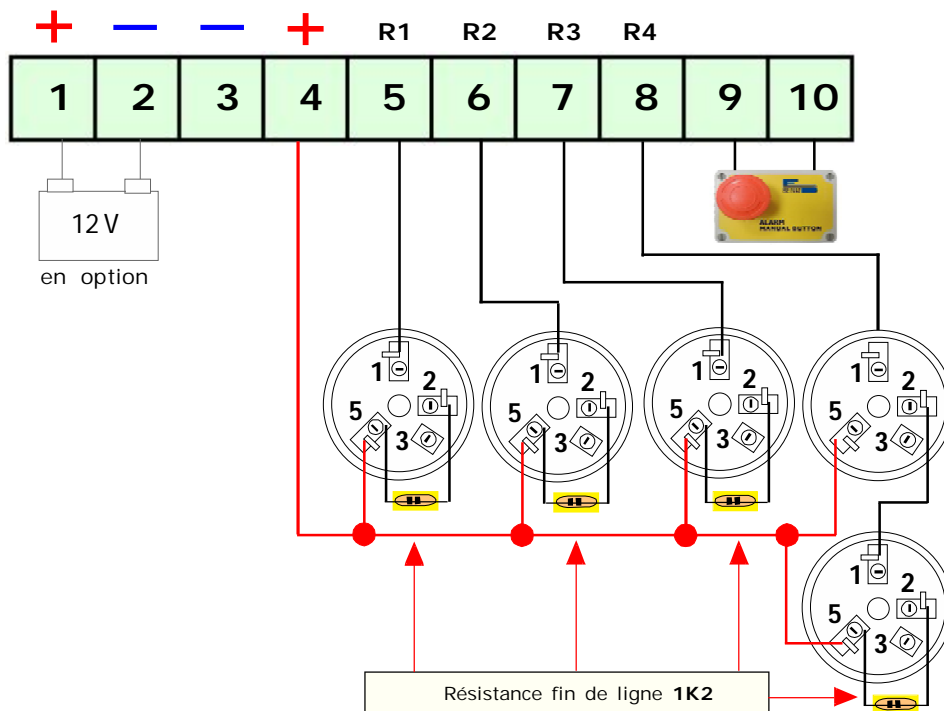 + — — + R1 R2 R3 R4
1 2 3 4 5 6 7 8 9 10
12V
en option
ALARM
MANUAL BUTTON
1 2 5 3
1 2 5 3
1 2 5 3
1 2 5 3
1 2 5 3
Résistance fin de ligne 1K2